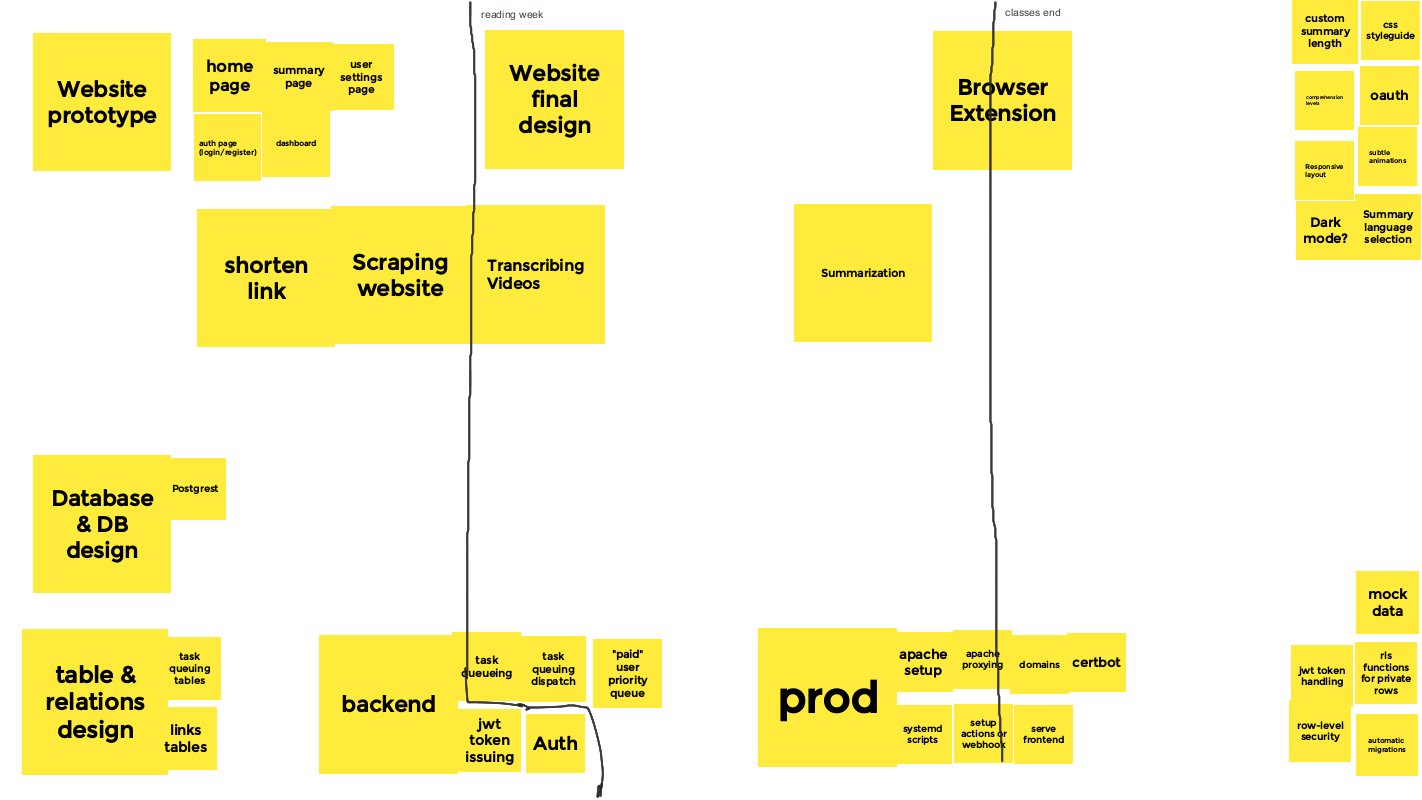 reading week
classes end
Website
prototype
home
page
summary
page
user
settings
page
auth page
(login/register)
dashboard
Website
final
design
Browser
Extension
custom
summary
length
css
styleguide
comprehension
levels
oauth
Responsive
layout
subtle
animations
Dark
mode?
Summary
language
selection
shorten
link
Scraping
website
Transcribing
Videos
Summarization
Database
& DB
design
Postgrest
table &
relations
design
task
queuing
tables
links
tables
backend
task
queueing
task
queuing
dispatch
"paid"
user
priority
queue
jwt
token
issuing
Auth
prod
apache
setup
apache
proxying
domains
certbot
systemd
scripts
setup
actions or
webhook
serve
frontend
mock
data
jwt token
handling
rls
functions
for private
rows
row-level
security
automatic
migrations